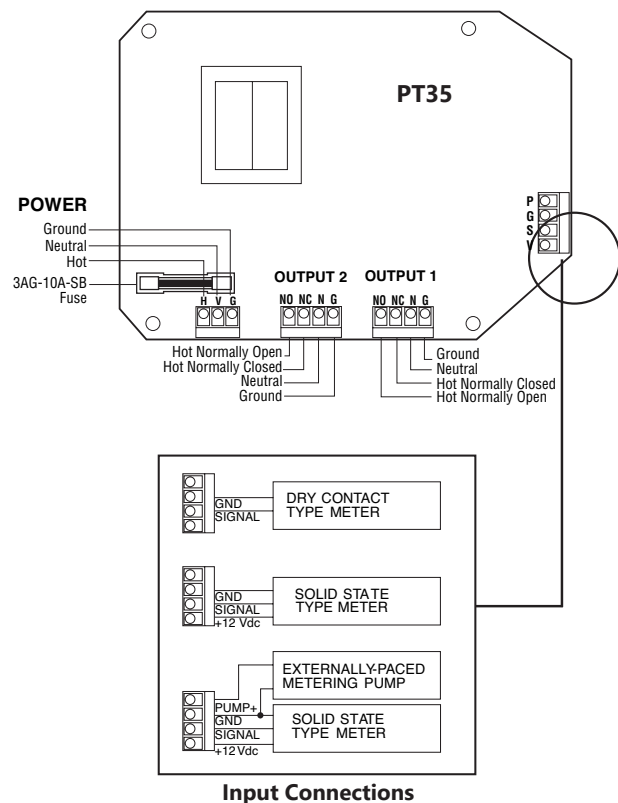 PT35
P
G
S
V
POWER
Ground
Neutral
Hot
3AG-10A-SB
Fuse
H V G
OUTPUT 2
NO NC N G
OUTPUT 1
NO NC N G
Hot Normally Open
Hot Normally Closed
Neutral
Ground
Ground
Neutral
Hot Normally Closed
Hot Normally Open
GND
SIGNAL
DRY CONTACT
TYPE METER
GND
SIGNAL
+12 Vdc
SOLID STATE
TYPE METER
EXTERNALLY-PACED
METERING PUMP
PUMP+
GND
SIGNAL
+12Vdc
SOLID STATE
TYPE METER
Input Connections